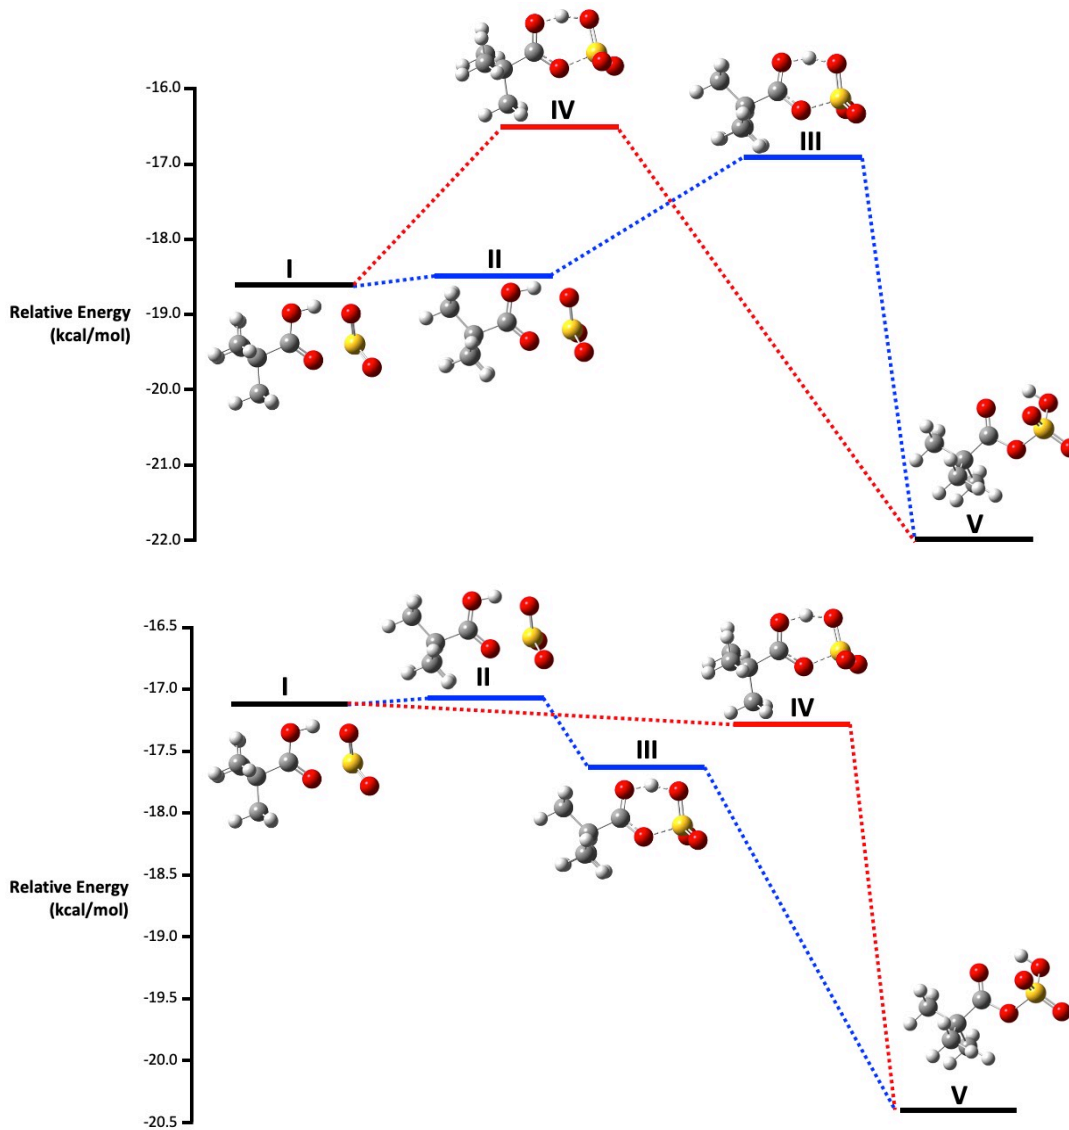 -16.0
IV
III
-17.0
-18.0
I
II
-19.0
Relative Energy
(kcal/mol)
-20.0
-21.0
V
-22.0
-16.5
II
-17.0
I
IV
-17.5
III
-18.0
-18.5
Relative Energy
(kcal/mol)
-19.0
-19.5
-20.0
V
-20.5